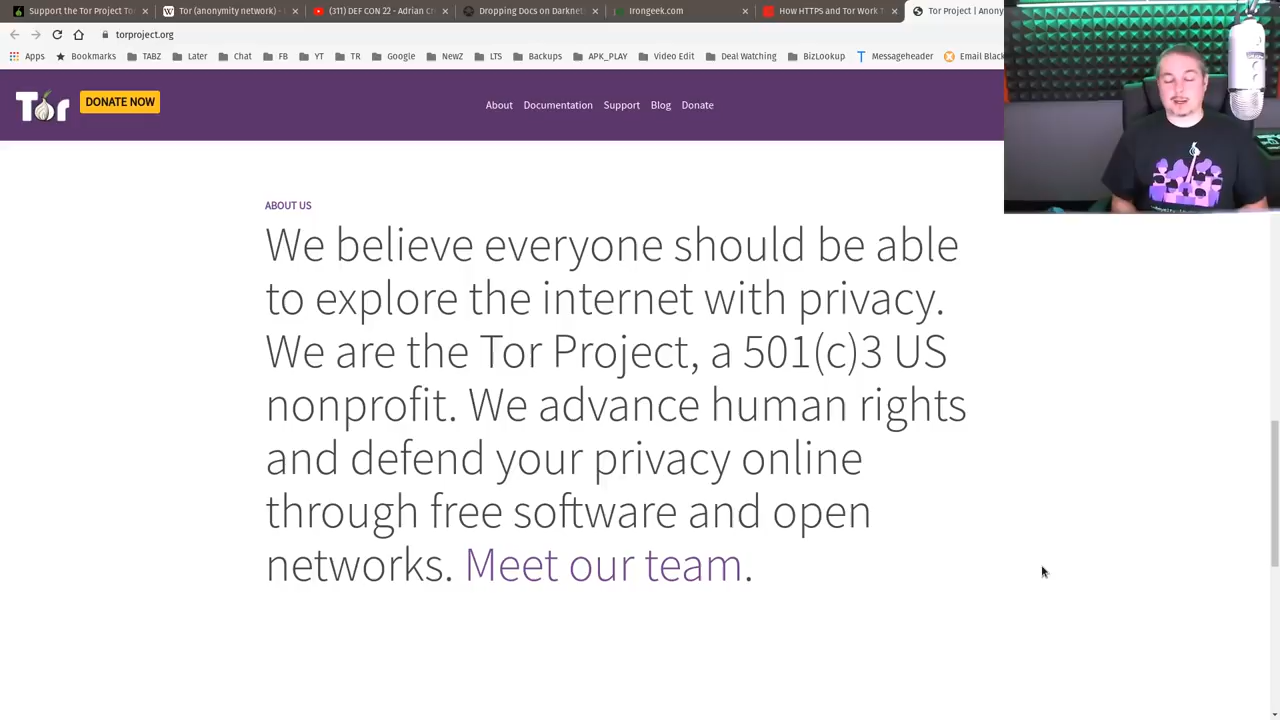 Support the Tor Project To
Tor (anonymity network) -
(311) DEF CON 22 - Adrian C
Dropping Docs on Darknet
Irongeek.com
How HTTPS and Tor Work T
Tor Project | Anony
torproject.org
Apps
Bookmarks
TABZ
Later
Chat
FB
YT
TR
Google
NewZ
LTS
Backups
APK_PLAY
Video Edit
Deal Watching
BizLookup
Messageheader
Email Black
Tor
DONATE NOW
About
Documentation
Support
Blog
Donate
ABOUT US
We believe everyone should be able
to explore the internet with privacy.
We are the Tor Project, a 501(c)3 US
nonprofit. We advance human rights
and defend your privacy online
through free software and open
networks. Meet our team.